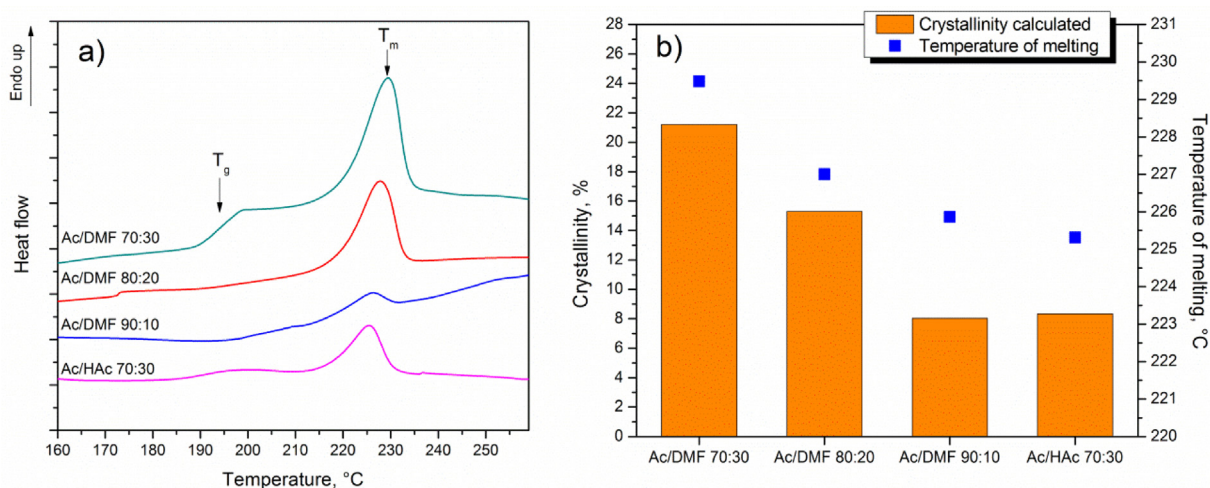 a)
Endo up
Heat flow
T_g
T_m
Ac/DMF 70:30
Ac/DMF 80:20
Ac/DMF 90:10
Ac/HAc 70:30
160 170 180 190 200 210 220 230 240 250
Temperature, °C
b)
Crystallinity calculated
Temperature of melting
28
26
24
22
20
18
16
14
12
10
8
6
4
2
0
Crystallinity, %
231
230
229
228
227
226
225
224
223
222
221
220
Temperature of melting, °C
Ac/DMF 70:30 Ac/DMF 80:20 Ac/DMF 90:10 Ac/HAc 70:30